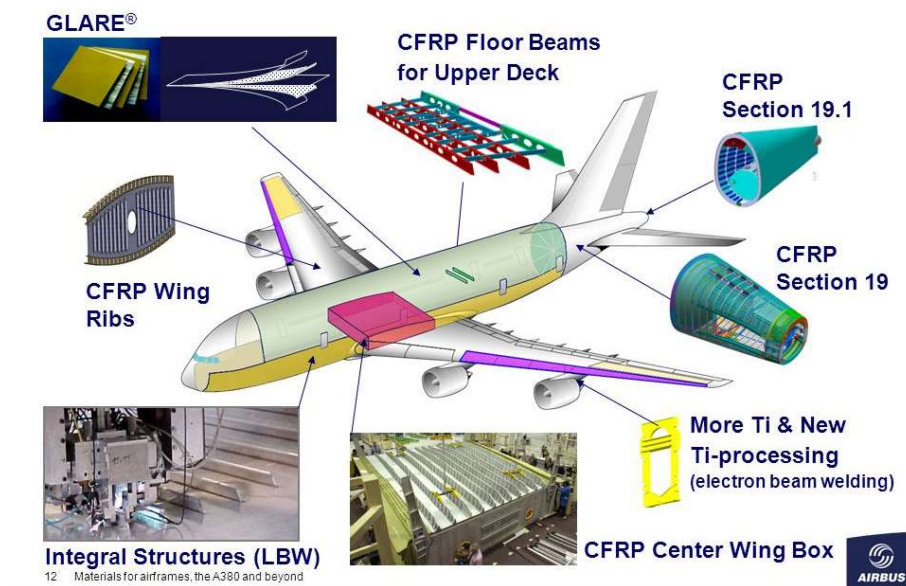 GLARE®
CFRP Floor Beams
for Upper Deck
CFRP
Section 19.1
CFRP Wing
Ribs
CFRP
Section 19
More Ti & New
Ti-processing
(electron beam welding)
Integral Structures (LBW)
CFRP Center Wing Box
12 Materials for airframes, the A380 and beyond
AIRBUS